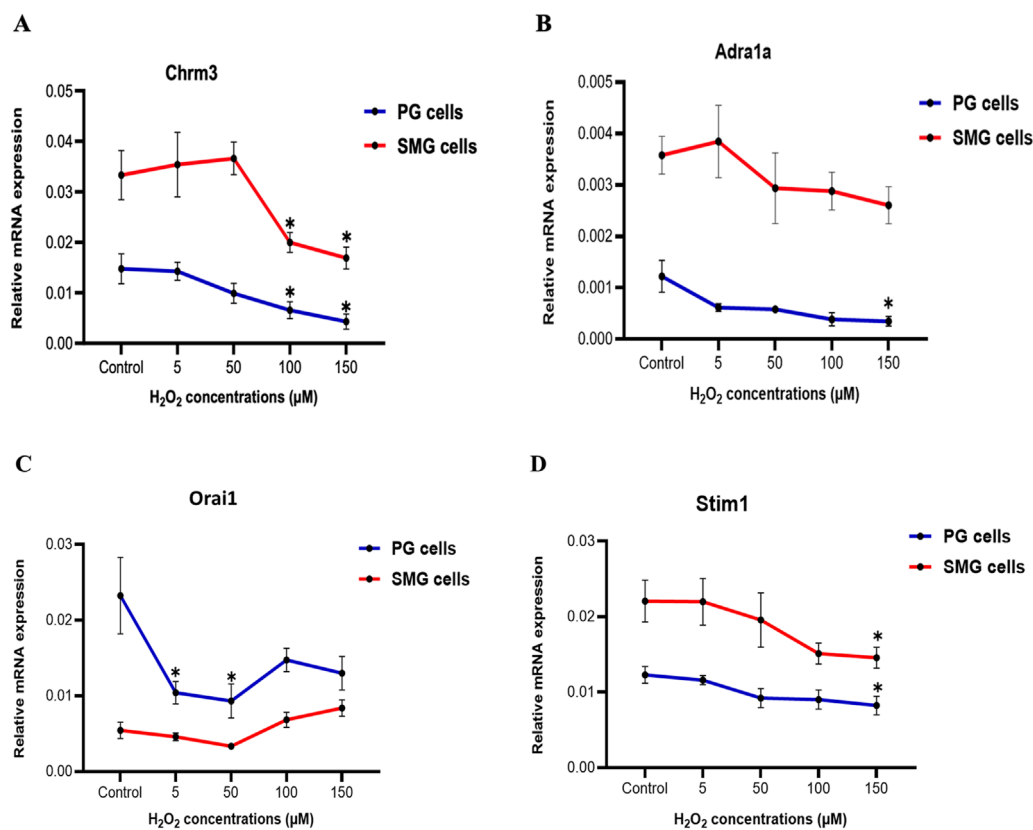 A
Chrm3
Relative mRNA expression
0.05
0.04
0.03
0.02
0.01
0.00
Control 5 50 100 150
H₂O₂ concentrations (µM)
PG cells
SMG cells
* *
* *
B
Adra1a
Relative mRNA expression
0.005
0.004
0.003
0.002
0.001
0.000
Control 5 50 100 150
H₂O₂ concentrations (µM)
PG cells
SMG cells
*
C
Orai1
Relative mRNA expression
0.03
0.02
0.01
0.00
Control 5 50 100 150
H₂O₂ concentrations (µM)
PG cells
SMG cells
* *
D
Stim1
Relative mRNA expression
0.03
0.02
0.01
0.00
Control 5 50 100 150
H₂O₂ concentrations (µM)
PG cells
SMG cells
*
*